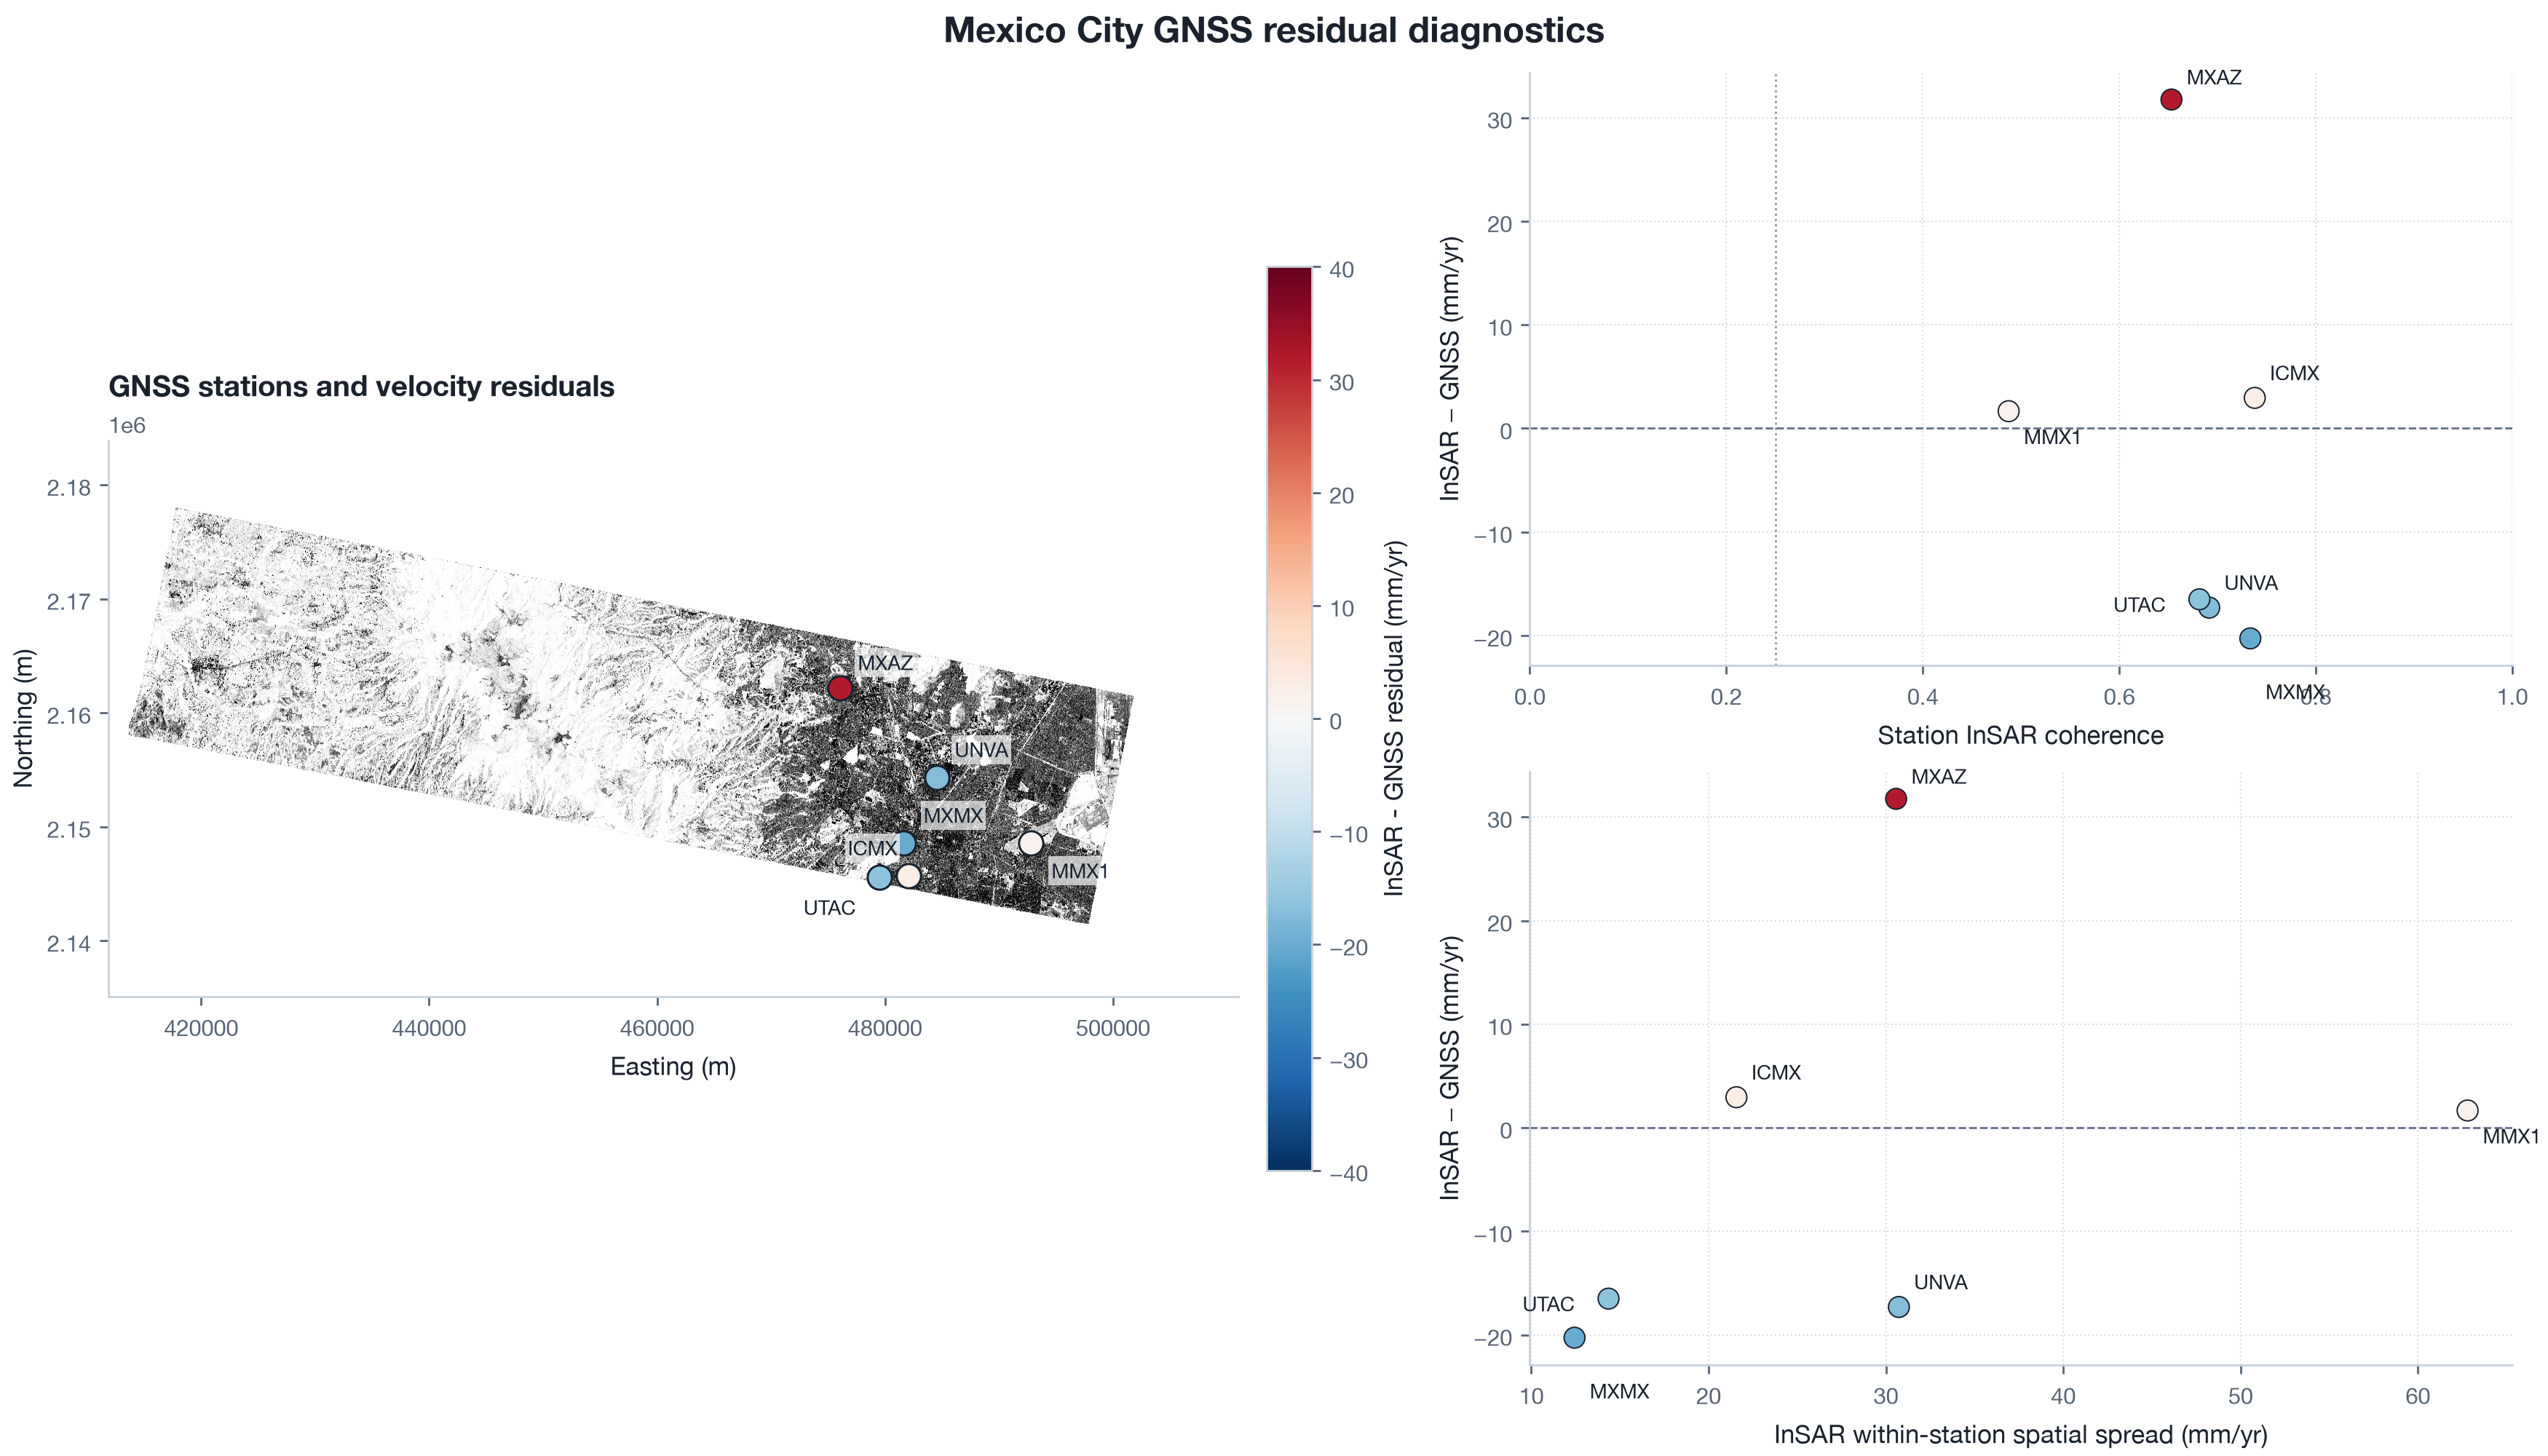 Mexico City GNSS residual diagnostics
GNSS stations and velocity residuals
1e6
2.18
2.17
2.16
2.15
2.14
Northing (m)
420000
440000
460000
480000
500000
Easting (m)
MXAZ
UNVA
MXMX
ICMX
MMX1
UTAC
40
30
20
10
0
−10
−20
−30
−40
InSAR - GNSS residual (mm/yr)
30
20
10
0
−10
−20
InSAR − GNSS (mm/yr)
MXAZ
ICMX
MMX1
UNVA
UTAC
MXMX
0.0
0.2
0.4
0.6
0.8
1.0
Station InSAR coherence
30
20
10
0
−10
−20
InSAR − GNSS (mm/yr)
MXAZ
ICMX
MMX1
UNVA
UTAC
MXMX
10
20
30
40
50
60
InSAR within-station spatial spread (mm/yr)